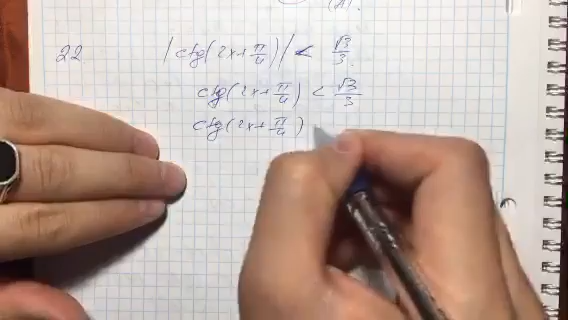 22 |ctg(2x+π/4)| < √3/3.
ctg(2x+π/4) < √3/3
ctg(2x+π/4)